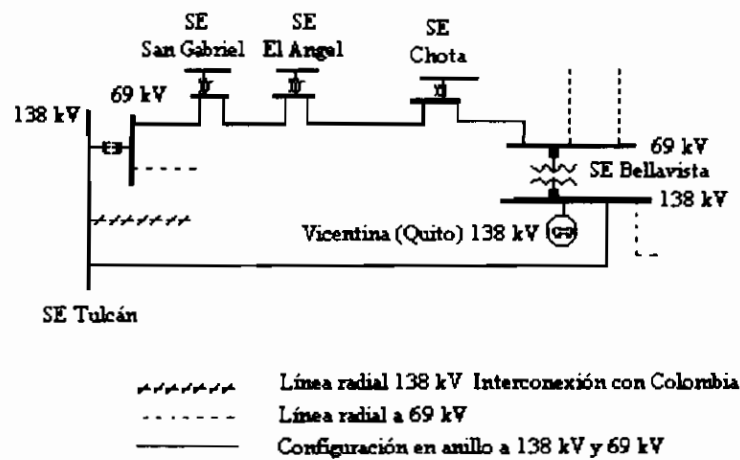 SE
San Gabriel
SE
El Angel
SE
Chota
138 kV
69 kV
69 kV
SE Bellavista
138 kV
Vicentina (Quito) 138 kV
SE Tulcán
Línea radial 138 kV Interconexión con Colombia
Línea radial a 69 kV
Configuración en anillo a 138 kV y 69 kV